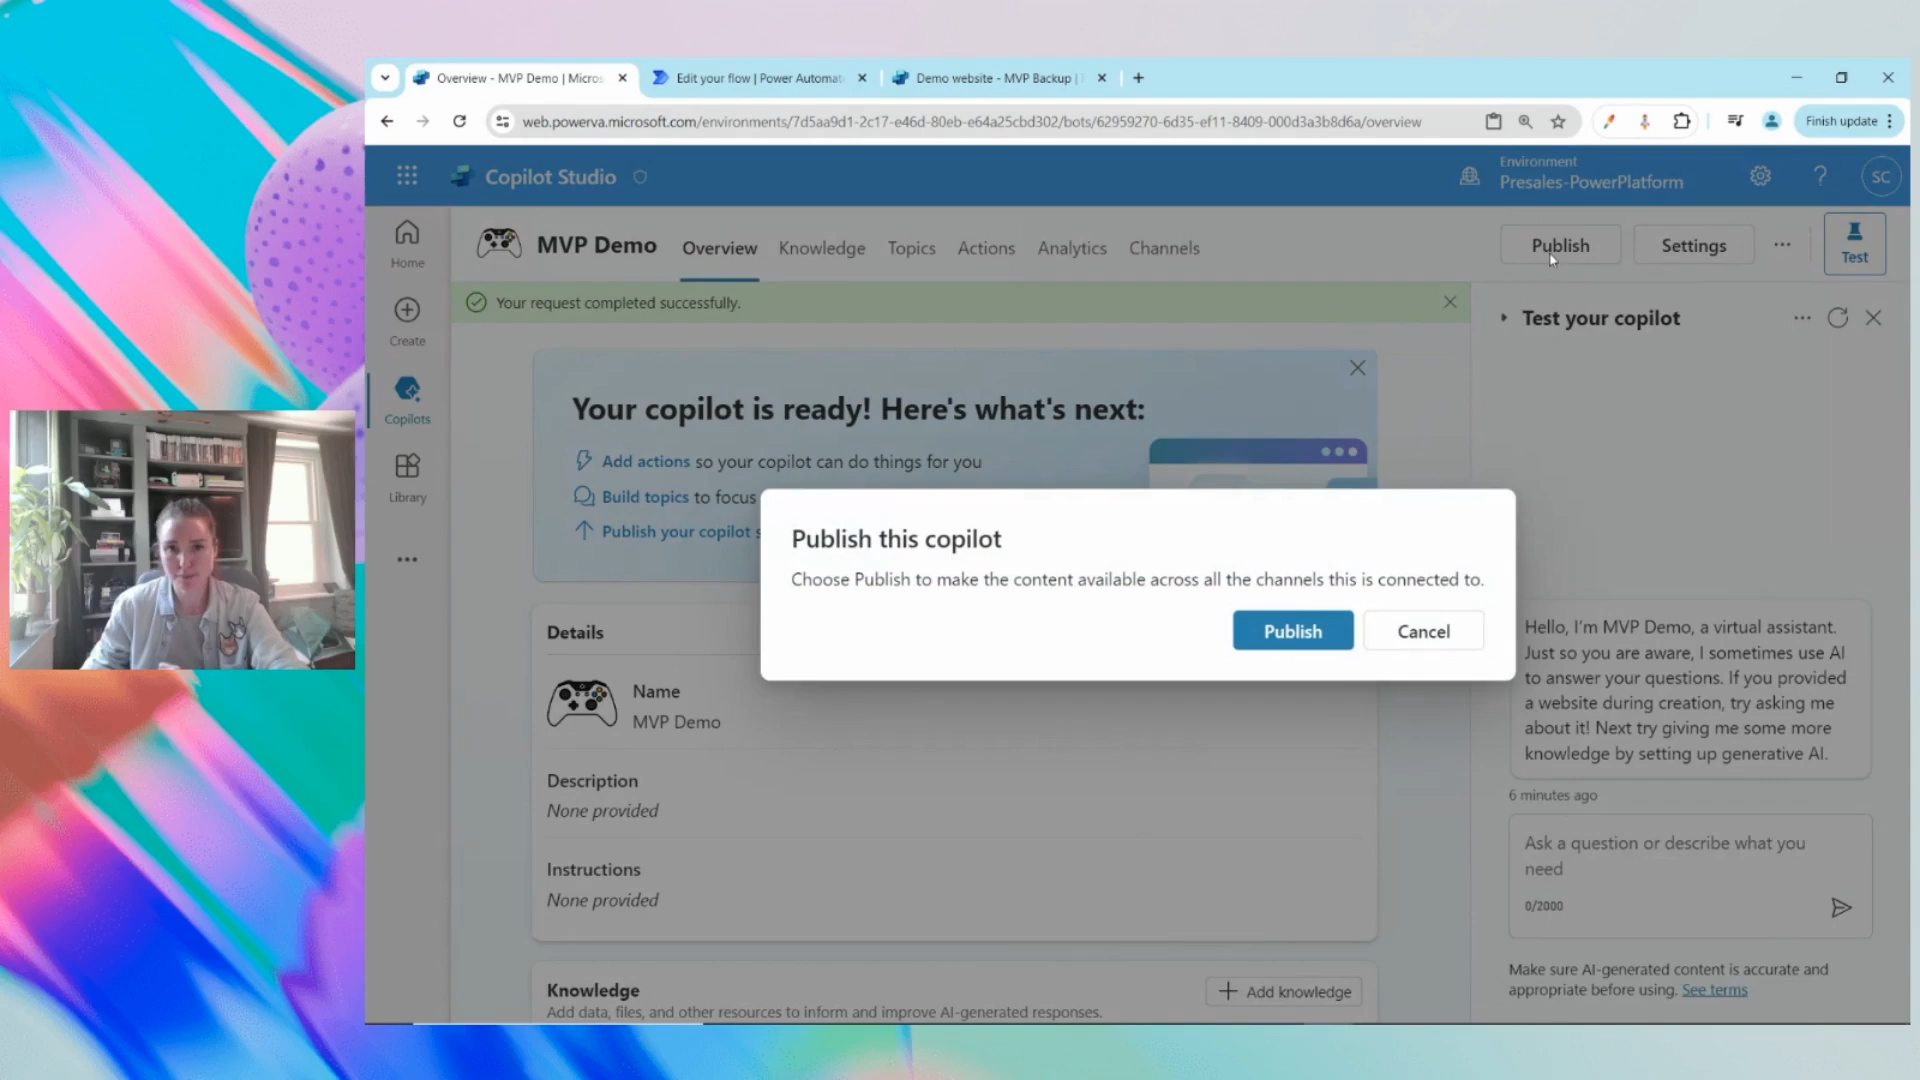 Overview - MVP Demo | Micros
Edit your flow | Power Automat
Demo website - MVP Backup |
web.powerva.microsoft.com/environments/7d5aa9d1-2c17-e46d-80eb-e64a25cbd302/bots/62959270-6d35-ef11-8409-000d3a3b8d6a/overview
Finish update
Copilot Studio
Environment
Presales-PowerPlatform
SC
Home
Create
Copilots
Library
MVP Demo
Overview
Knowledge
Topics
Actions
Analytics
Channels
Publish
Settings
Test
Your request completed successfully.
Your copilot is ready! Here's what's next:
Add actions so your copilot can do things for you
Build topics to focus
Publish your copilot s
Publish this copilot
Choose Publish to make the content available across all the channels this is connected to.
Publish
Cancel
Details
Name
MVP Demo
Description
None provided
Instructions
None provided
Knowledge
Add data, files, and other resources to inform and improve AI-generated responses.
Add knowledge
Test your copilot
Hello, I'm MVP Demo, a virtual assistant.
Just so you are aware, I sometimes use AI
to answer your questions. If you provided
a website during creation, try asking me
about it! Next try giving me some more
knowledge by setting up generative AI.
6 minutes ago
Ask a question or describe what you
need
0/2000
Make sure AI-generated content is accurate and
appropriate before using. See terms